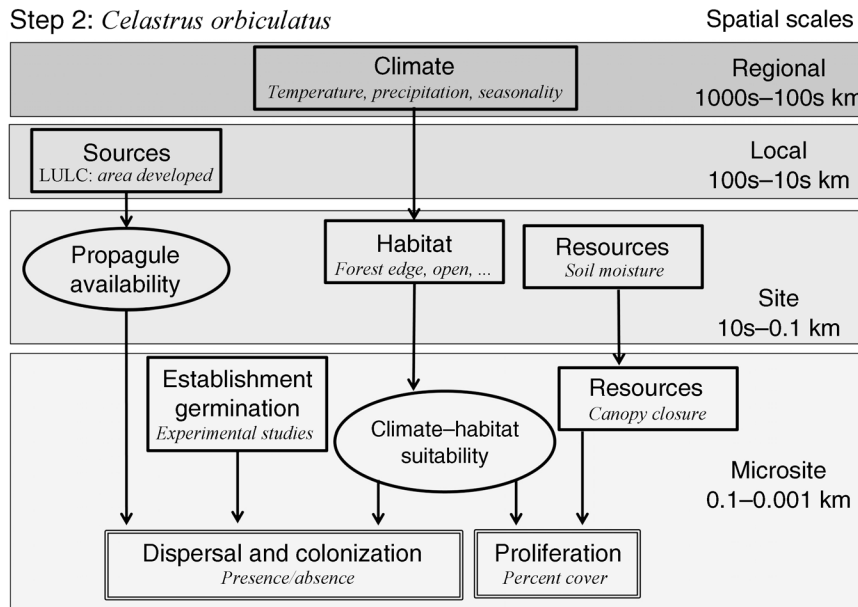 Step 2: Celastrus orbiculatus
Spatial scales
Climate
Temperature, precipitation, seasonality
Regional
1000s–100s km
Sources
LULC: area developed
Local
100s–10s km
Propagule
availability
Habitat
Forest edge, open, ...
Resources
Soil moisture
Site
10s–0.1 km
Establishment
germination
Experimental studies
Climate–habitat
suitability
Resources
Canopy closure
Microsite
0.1–0.001 km
Dispersal and colonization
Presence/absence
Proliferation
Percent cover